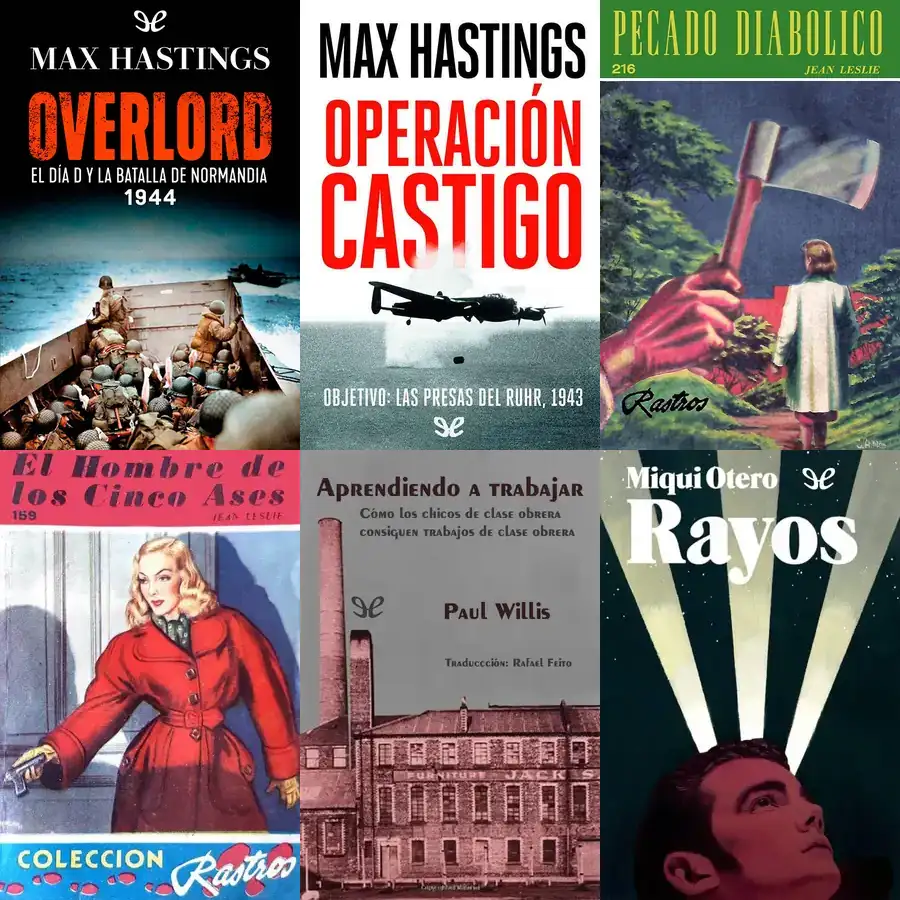 MAX HASTINGS
OVERLORD
EL DÍA D Y LA BATALLA DE NORMANDIA
1944
MAX HASTINGS
OPERACIÓN
CASTIGO
OBJETIVO: LAS PRESAS DEL RUHR, 1943
PECADO DIABOLICO
216
JEAN LESLIE
Rastros
El Hombre de
los Cinco Ases
159
JEAN LESLIE
COLECCION
Rastros
Aprendiendo a trabajar
Cómo los chicos de clase obrera
consiguen trabajos de clase obrera
Paul Willis
Traduccción: Rafael Feito
FURNITURE JACK'S
Miqui Otero
Rayos